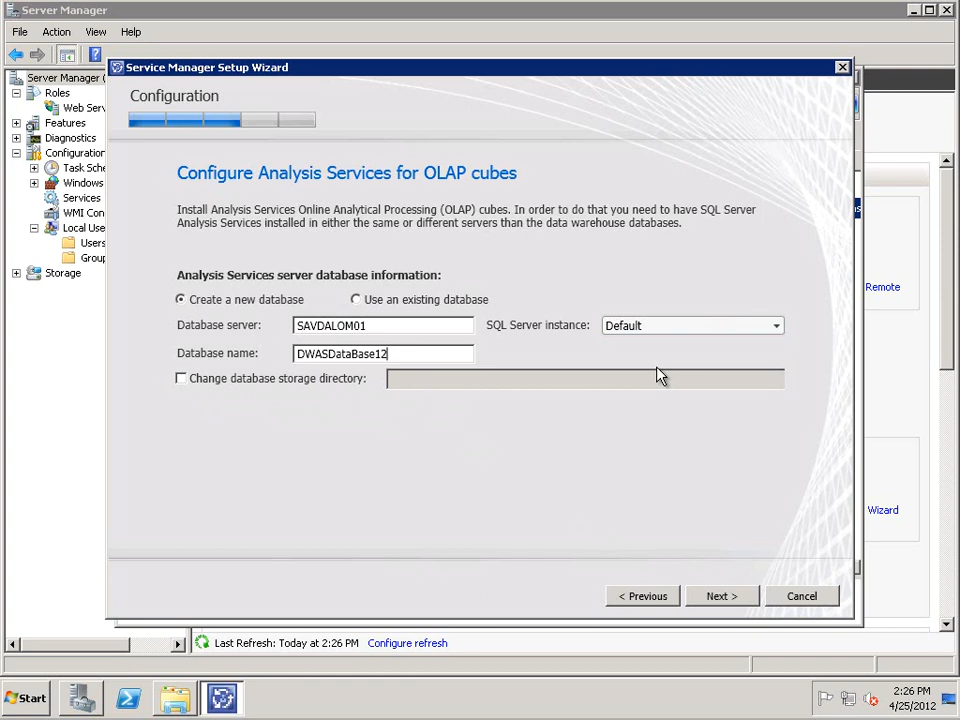 Server Manager
File Action View Help
Server Manager (
Roles
Web Serv
Features
Diagnostics
Configuration
Task Sche
Windows
Services
WMI Con
Local Use
Users
Group
Storage
Service Manager Setup Wizard
Configuration
Configure Analysis Services for OLAP cubes
Install Analysis Services Online Analytical Processing (OLAP) cubes. In order to do that you need to have SQL Server
Analysis Services installed in either the same or different servers than the data warehouse databases.
Analysis Services server database information:
Create a new database Use an existing database
Database server: SAVDALOM01 SQL Server instance: Default
Database name: DWASDataBase12
Change database storage directory:
< Previous Next > Cancel
Remote
Wizard
Last Refresh: Today at 2:26 PM Configure refresh
Start
2:26 PM
4/25/2012